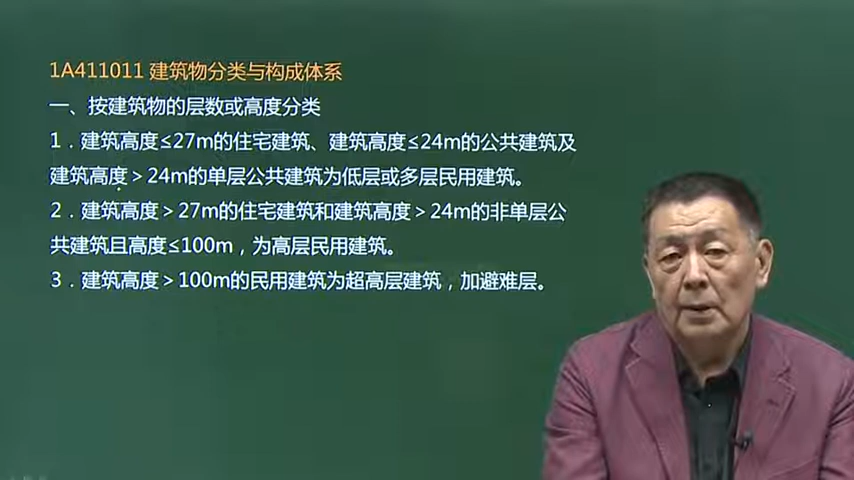 1A411011 建筑物分类与构成体系
一、按建筑物的层数或高度分类
1．建筑高度≤27m的住宅建筑、建筑高度≤24m的公共建筑及
建筑高度＞24m的单层公共建筑为低层或多层民用建筑。
2．建筑高度＞27m的住宅建筑和建筑高度＞24m的非单层公
共建筑且高度≤100m，为高层民用建筑。
3．建筑高度＞100m的民用建筑为超高层建筑，加避难层。